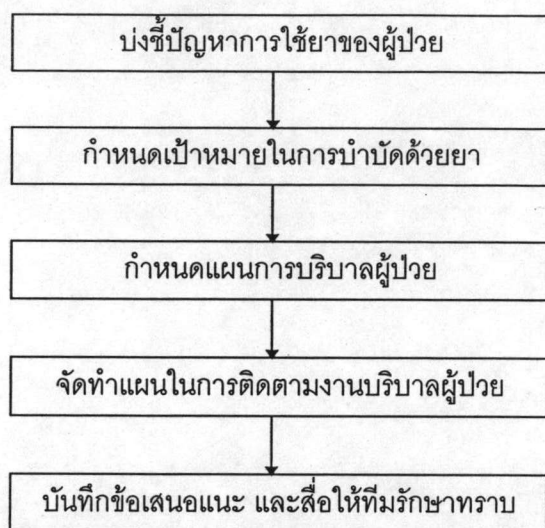 บ่งชี้ปัญหาการใช้ยาของผู้ป่วย
กำหนดเป้าหมายในการบำบัดด้วยยา
กำหนดแผนการบริบาลผู้ป่วย
จัดทำแผนในการติดตามงานบริบาลผู้ป่วย
บันทึกข้อเสนอแนะ และสื่อให้ทีมรักษาทราบ